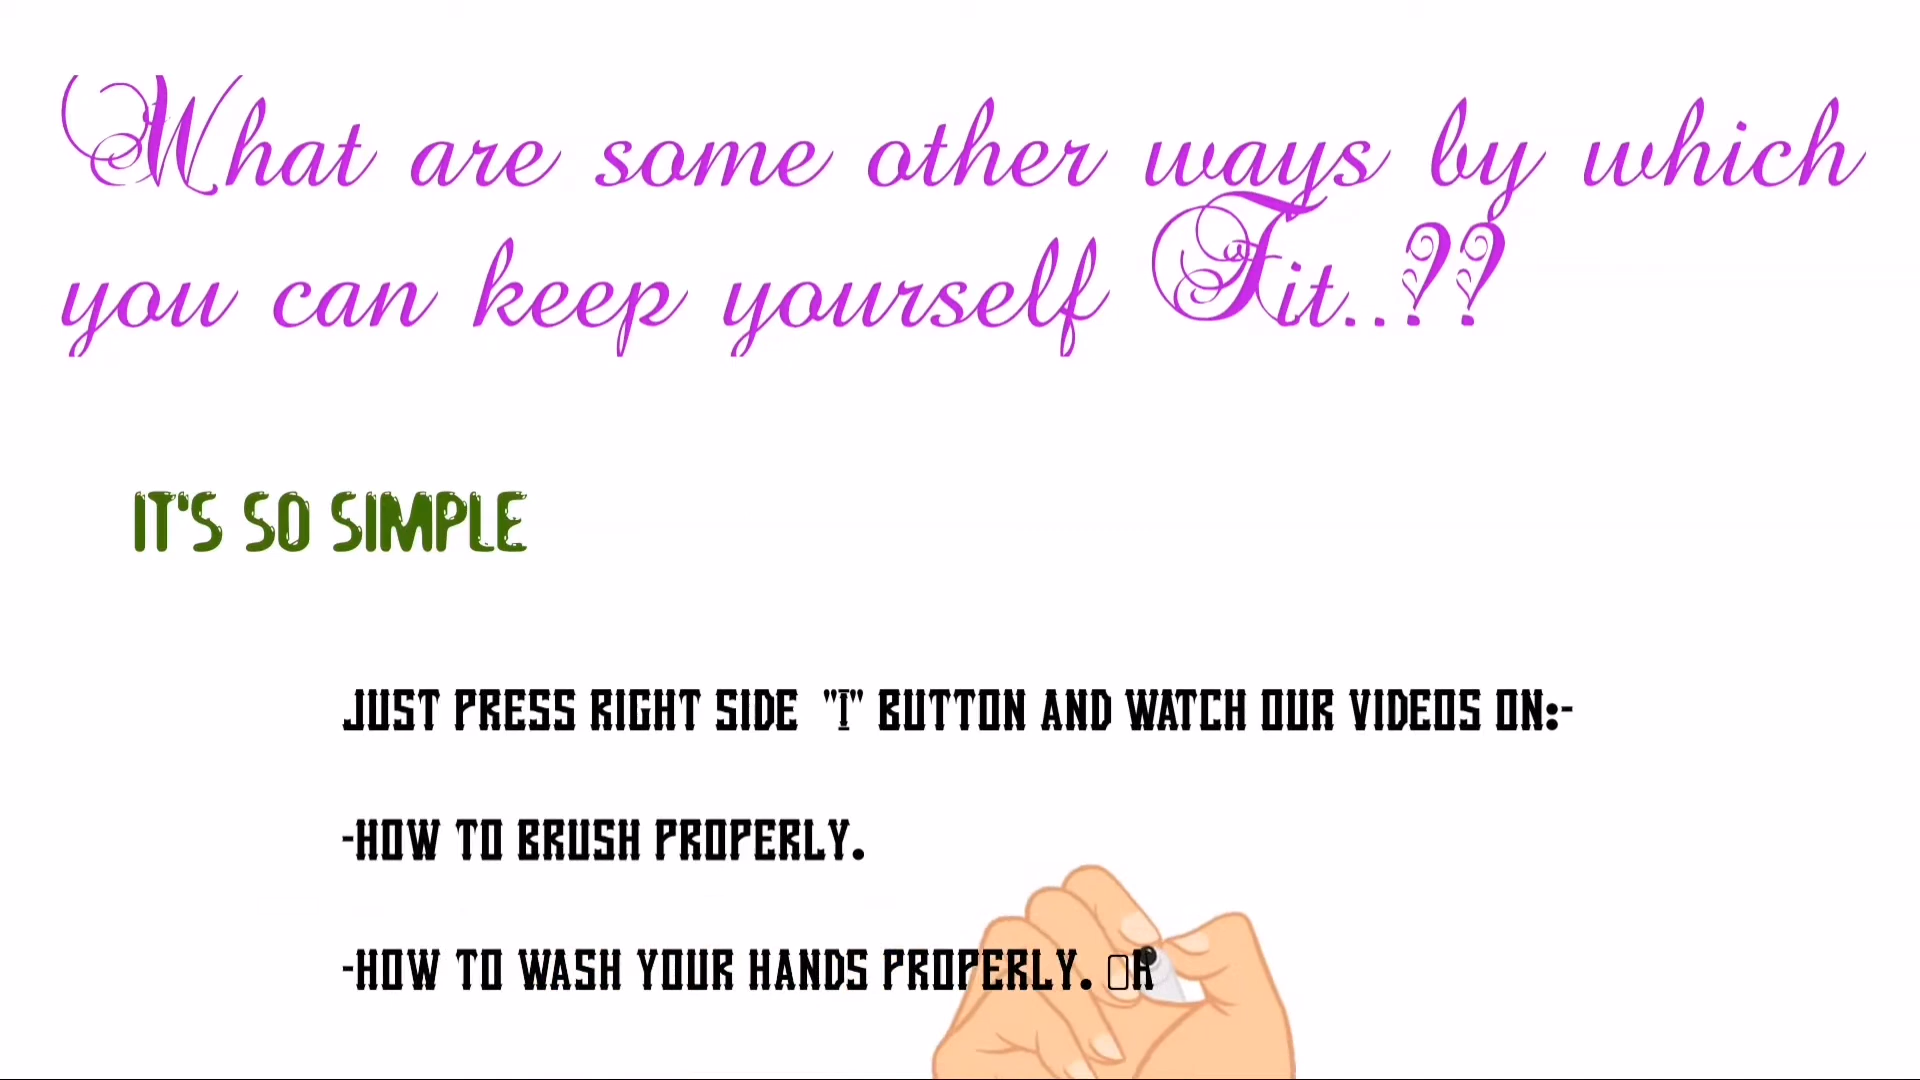 What are some other ways by which
you can keep yourself Fit..??
IT'S SO SIMPLE
JUST PRESS RIGHT SIDE "I" BUTTON AND WATCH OUR VIDEOS ON:-
-HOW TO BRUSH PROPERLY.
-HOW TO WASH YOUR HANDS PROPERLY.